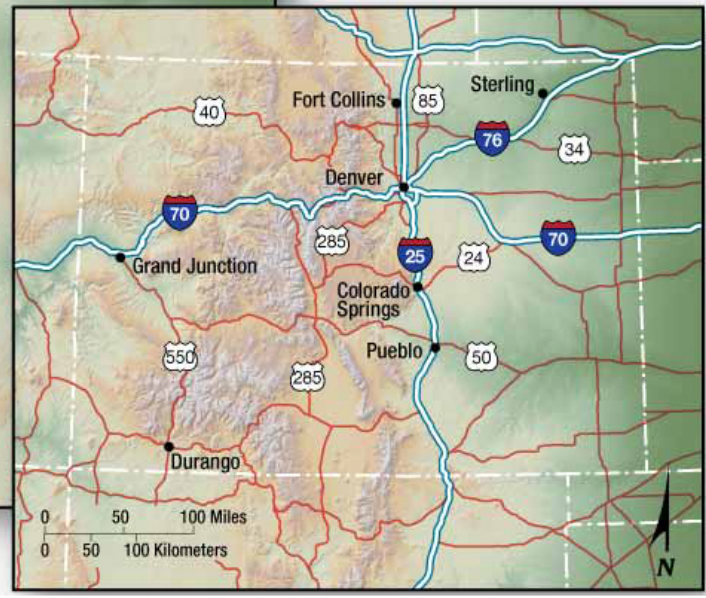 Sterling
Fort Collins
85
40
76
34
Denver
70
285
25
24
70
Grand Junction
Colorado
Springs
Pueblo
550
285
50
Durango
0 50 100 Miles
0 50 100 Kilometers
N